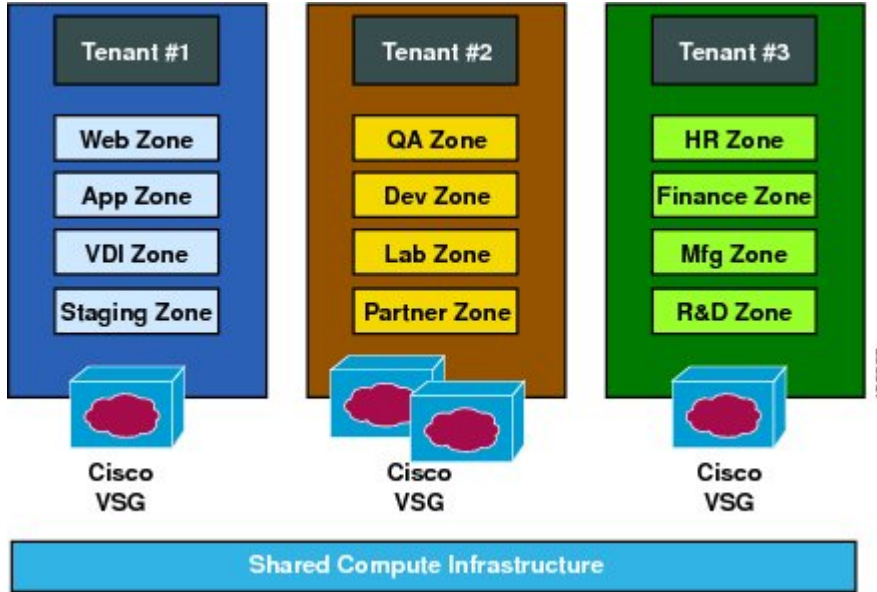 Tenant #1
Tenant #2
Tenant #3
Web Zone
QA Zone
HR Zone
App Zone
Dev Zone
Finance Zone
VDI Zone
Lab Zone
Mfg Zone
Staging Zone
Partner Zone
R&D Zone
Cisco
VSG
Cisco
VSG
Cisco
VSG
Shared Compute Infrastructure